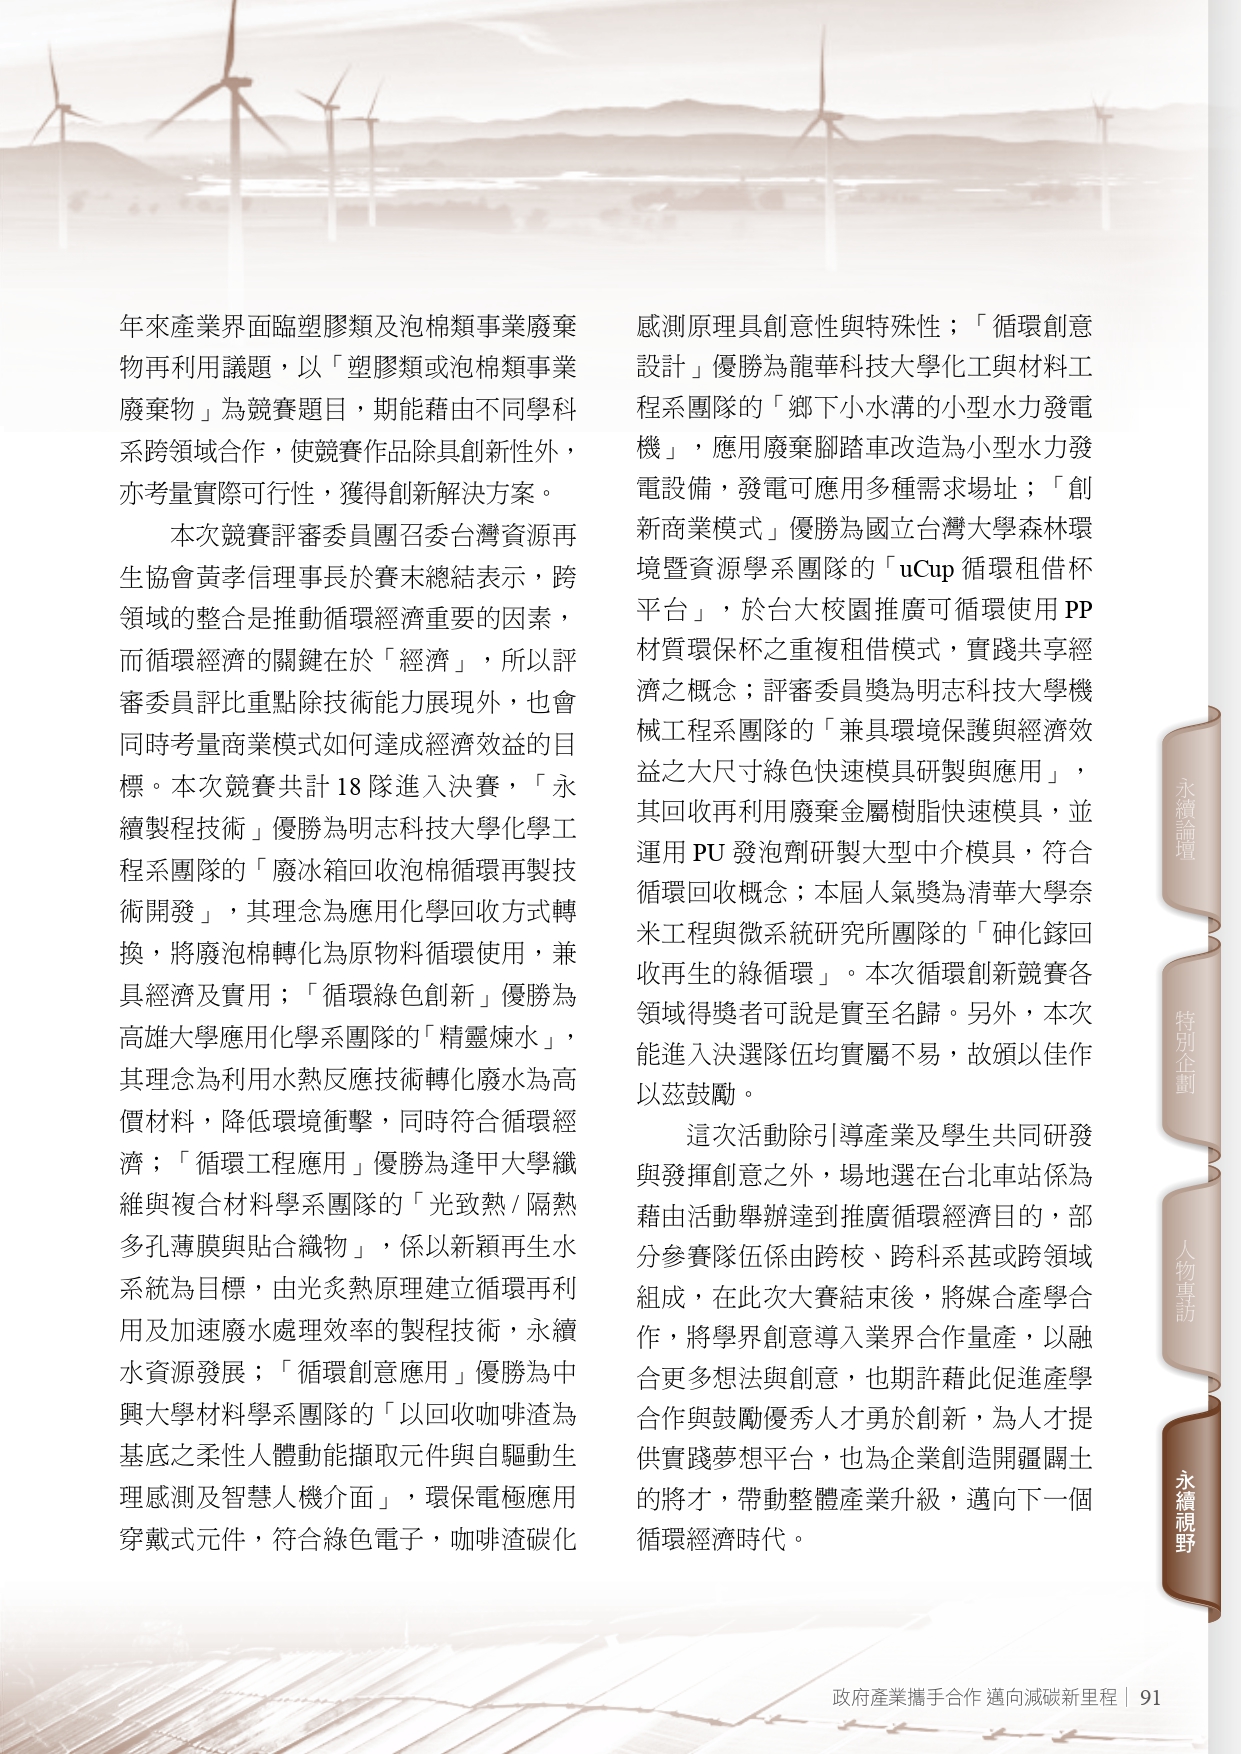 年來產業界面臨塑膠類及泡棉類事業廢棄
物再利用議題，以「塑膠類或泡棉類事業
廢棄物」為競賽題目，期能藉由不同學科
系跨領域合作，使競賽作品除具創新性外，
亦考量實際可行性，獲得創新解決方案。
本次競賽評審委員團召委台灣資源再
生協會黃孝信理事長於賽末總結表示，跨
領域的整合是推動循環經濟重要的因素，
而循環經濟的關鍵在於「經濟」，所以評
審委員評比重點除技術能力展現外，也會
同時考量商業模式如何達成經濟效益的目
標。本次競賽共計 18 隊進入決賽，「永
續製程技術」優勝為明志科技大學化學工
程系團隊的「廢冰箱回收泡棉循環再製技
術開發」，其理念為應用化學回收方式轉
換，將廢泡棉轉化為原物料循環使用，兼
具經濟及實用；「循環綠色創新」優勝為
高雄大學應用化學系團隊的「精靈煉水」，
其理念為利用水熱反應技術轉化廢水為高
價材料，降低環境衝擊，同時符合循環經
濟；「循環工程應用」優勝為逢甲大學纖
維與複合材料學系團隊的「光致熱 / 隔熱
多孔薄膜與貼合織物」，係以新穎再生水
系統為目標，由光炙熱原理建立循環再利
用及加速廢水處理效率的製程技術，永續
水資源發展；「循環創意應用」優勝為中
興大學材料學系團隊的「以回收咖啡渣為
基底之柔性人體動能擷取元件與自驅動生
理感測及智慧人機介面」，環保電極應用
穿戴式元件，符合綠色電子，咖啡渣碳化
感測原理具創意性與特殊性；「循環創意
設計」優勝為龍華科技大學化工與材料工
程系團隊的「鄉下小水溝的小型水力發電
機」，應用廢棄腳踏車改造為小型水力發
電設備，發電可應用多種需求場址；「創
新商業模式」優勝為國立台灣大學森林環
境暨資源學系團隊的「uCup 循環租借杯
平台」，於台大校園推廣可循環使用 PP
材質環保杯之重複租借模式，實踐共享經
濟之概念；評審委員獎為明志科技大學機
械工程系團隊的「兼具環境保護與經濟效
益之大尺寸綠色快速模具研製與應用」，
其回收再利用廢棄金屬樹脂快速模具，並
運用 PU 發泡劑研製大型中介模具，符合
循環回收概念；本屆人氣獎為清華大學奈
米工程與微系統研究所團隊的「砷化鎵回
收再生的綠循環」。本次循環創新競賽各
領域得獎者可說是實至名歸。另外，本次
能進入決選隊伍均實屬不易，故頒以佳作
以茲鼓勵。
這次活動除引導產業及學生共同研發
與發揮創意之外，場地選在台北車站係為
藉由活動舉辦達到推廣循環經濟目的，部
分參賽隊伍係由跨校、跨科系甚或跨領域
組成，在此次大賽結束後，將媒合產學合
作，將學界創意導入業界合作量產，以融
合更多想法與創意，也期許藉此促進產學
合作與鼓勵優秀人才勇於創新，為人才提
供實踐夢想平台，也為企業創造開疆闢土
的將才，帶動整體產業升級，邁向下一個
循環經濟時代。
永續論壇
特別企劃
人物專訪
永續視野
政府產業攜手合作 邁向減碳新里程│ 91